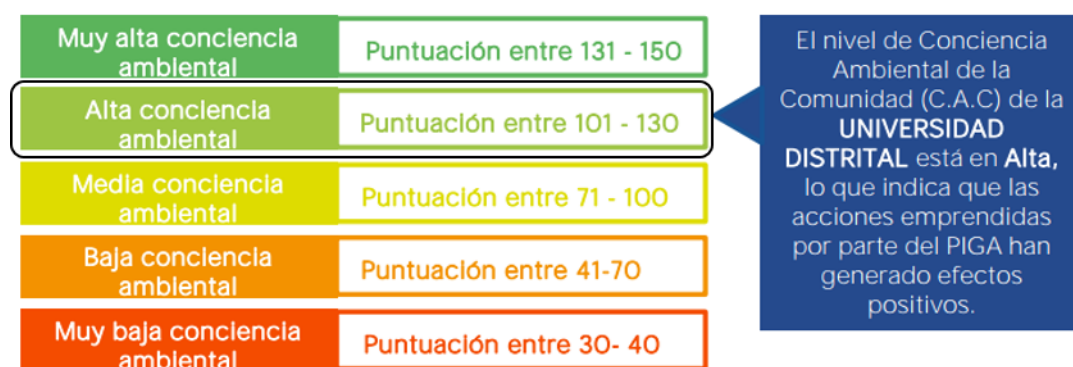 Muy alta conciencia
ambiental
Puntuación entre 131 - 150
Alta conciencia
ambiental
Puntuación entre 101 - 130
Media conciencia
ambiental
Puntuación entre 71 - 100
Baja conciencia
ambiental
Puntuación entre 41-70
Muy baja conciencia
ambiental
Puntuación entre 30- 40
El nivel de Conciencia
Ambiental de la
Comunidad (C.A.C) de la
UNIVERSIDAD
DISTRITAL está en Alta,
lo que indica que las
acciones emprendidas
por parte del PIGA han
generado efectos
positivos.